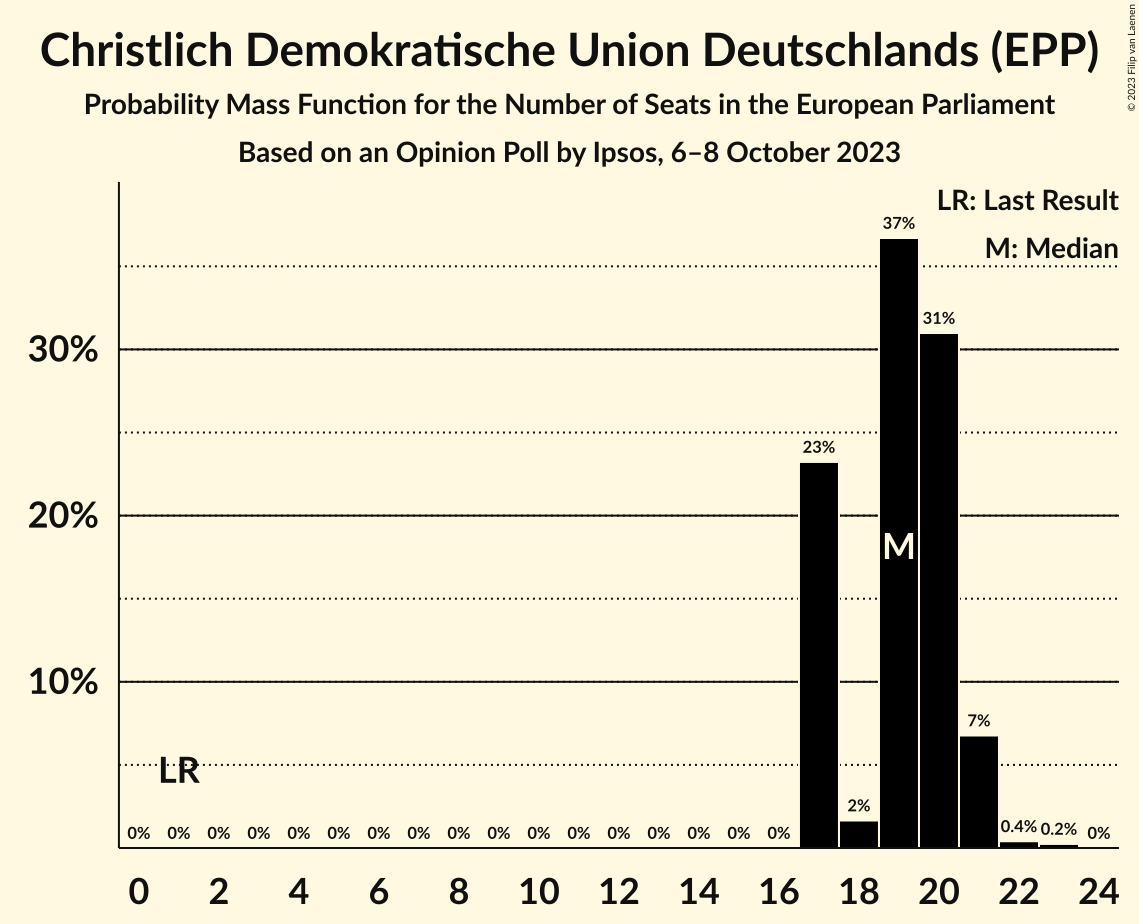 Christlich Demokratische Union Deutschlands (EPP)
Probability Mass Function for the Number of Seats in the European Parliament
Based on an Opinion Poll by Ipsos, 6–8 October 2023
© 2023 Filip van Laenen
LR: Last Result
M: Median
37%
31%
30%
23%
20%
M
10%
7%
LR
2%
0% 0% 0% 0% 0% 0% 0% 0% 0% 0% 0% 0% 0% 0% 0% 0% 0% 0.4% 0.2% 0%
0 2 4 6 8 10 12 14 16 18 20 22 24